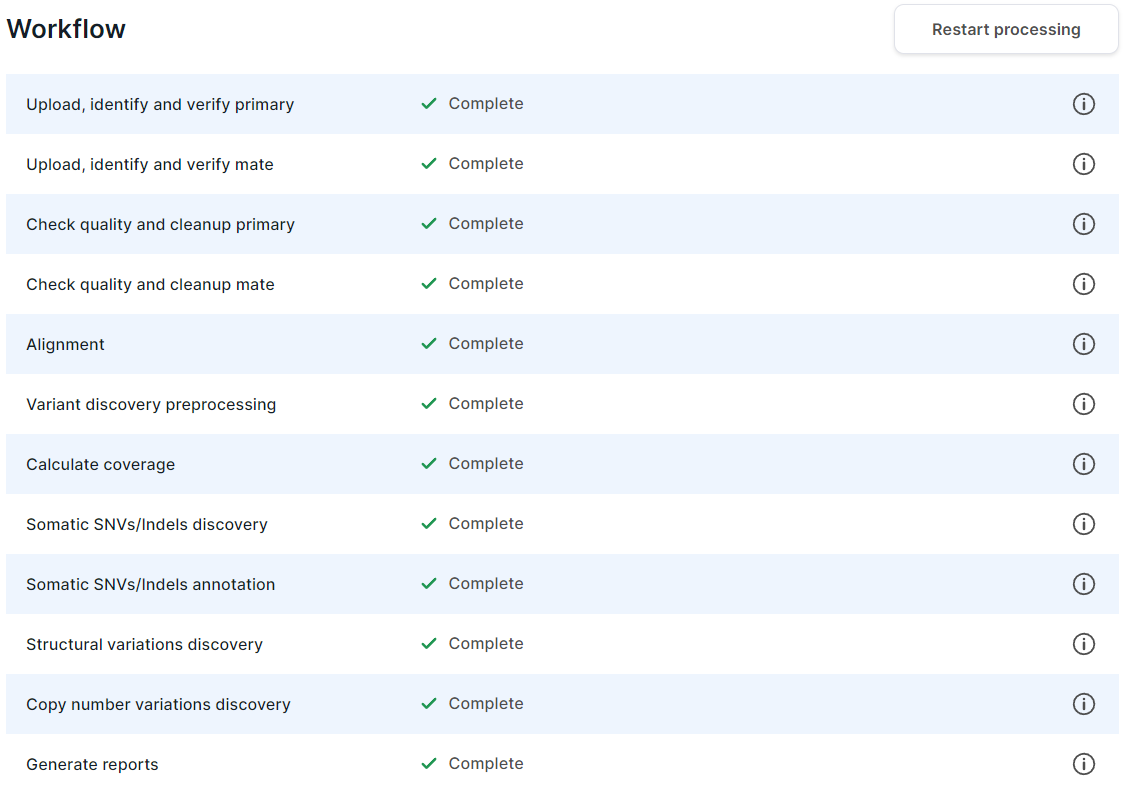 Workflow
Restart processing
Upload, identify and verify primary Complete
Upload, identify and verify mate Complete
Check quality and cleanup primary Complete
Check quality and cleanup mate Complete
Alignment Complete
Variant discovery preprocessing Complete
Calculate coverage Complete
Somatic SNVs/Indels discovery Complete
Somatic SNVs/Indels annotation Complete
Structural variations discovery Complete
Copy number variations discovery Complete
Generate reports Complete